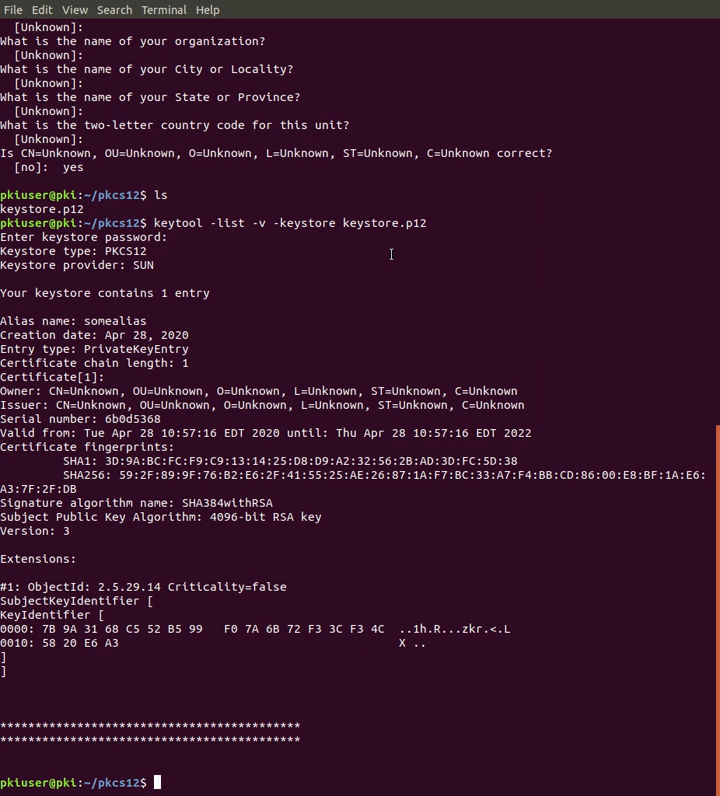 File Edit View Search Terminal Help
  [Unknown]:
What is the name of your organization?
  [Unknown]:
What is the name of your City or Locality?
  [Unknown]:
What is the name of your State or Province?
  [Unknown]:
What is the two-letter country code for this unit?
  [Unknown]:
Is CN=Unknown, OU=Unknown, O=Unknown, L=Unknown, ST=Unknown, C=Unknown correct?
  [no]:  yes
pkiuser@pki:~/pkcs12$ ls
keystore.p12
pkiuser@pki:~/pkcs12$ keytool -list -v -keystore keystore.p12
Enter keystore password:
Keystore type: PKCS12
Keystore provider: SUN
Your keystore contains 1 entry
Alias name: somealias
Creation date: Apr 28, 2020
Entry type: PrivateKeyEntry
Certificate chain length: 1
Certificate[1]:
Owner: CN=Unknown, OU=Unknown, O=Unknown, L=Unknown, ST=Unknown, C=Unknown
Issuer: CN=Unknown, OU=Unknown, O=Unknown, L=Unknown, ST=Unknown, C=Unknown
Serial number: 6b0d5368
Valid from: Tue Apr 28 10:57:16 EDT 2020 until: Thu Apr 28 10:57:16 EDT 2022
Certificate fingerprints:
         SHA1: 3D:9A:BC:FC:F9:C9:13:14:25:D8:D9:A2:32:56:2B:AD:3D:FC:5D:38
         SHA256: 59:2F:89:9F:76:B2:E6:2F:41:55:25:AE:26:87:1A:F7:BC:33:A7:F4:BB:CD:86:00:E8:BF:1A:E6:
A3:7F:2F:DB
Signature algorithm name: SHA384withRSA
Subject Public Key Algorithm: 4096-bit RSA key
Version: 3
Extensions:
#1: ObjectId: 2.5.29.14 Criticality=false
SubjectKeyIdentifier [
KeyIdentifier [
0000: 7B 9A 31 68 C5 52 B5 99   F0 7A 6B 72 F3 3C F3 4C  ..1h.R...zkr.<.L
0010: 58 20 E6 A3                                        X ..
]
]
*******************************************
*******************************************
pkiuser@pki:~/pkcs12$